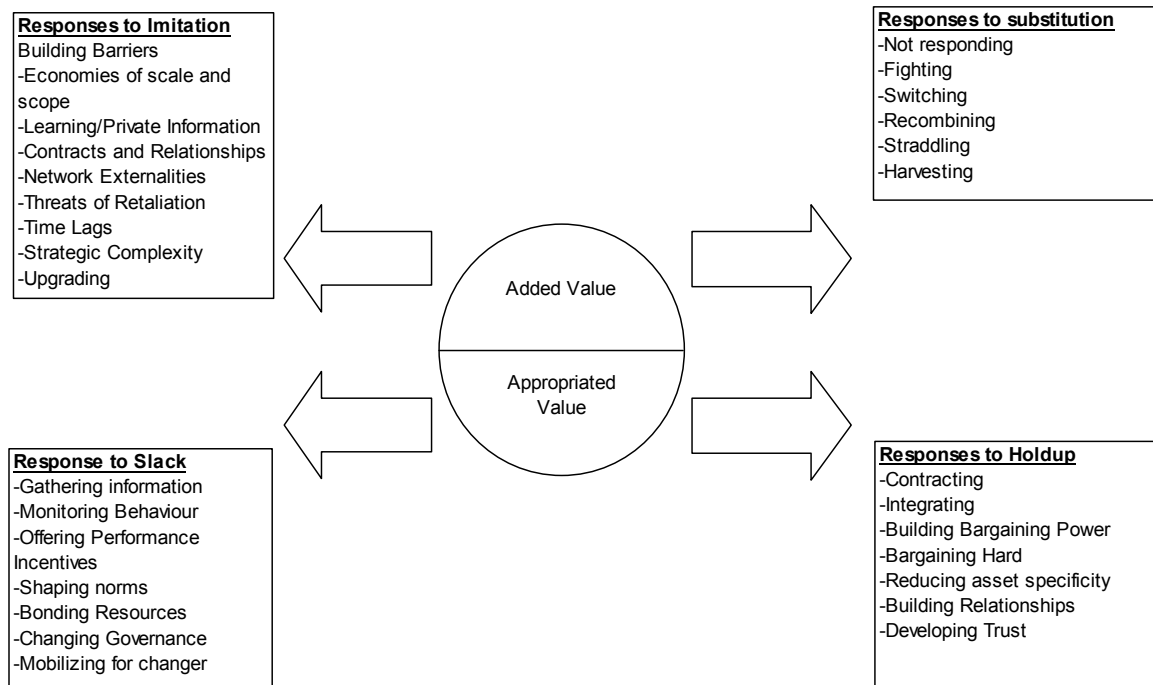 Responses to Imitation
Building Barriers
-Economies of scale and
scope
-Learning/Private Information
-Contracts and Relationships
-Network Externalities
-Threats of Retaliation
-Time Lags
-Strategic Complexity
-Upgrading
Responses to substitution
-Not responding
-Fighting
-Switching
-Recombining
-Straddling
-Harvesting
Added Value
Appropriated
Value
Response to Slack
-Gathering information
-Monitoring Behaviour
-Offering Performance
Incentives
-Shaping norms
-Bonding Resources
-Changing Governance
-Mobilizing for changer
Responses to Holdup
-Contracting
-Integrating
-Building Bargaining Power
-Bargaining Hard
-Reducing asset specificity
-Building Relationships
-Developing Trust